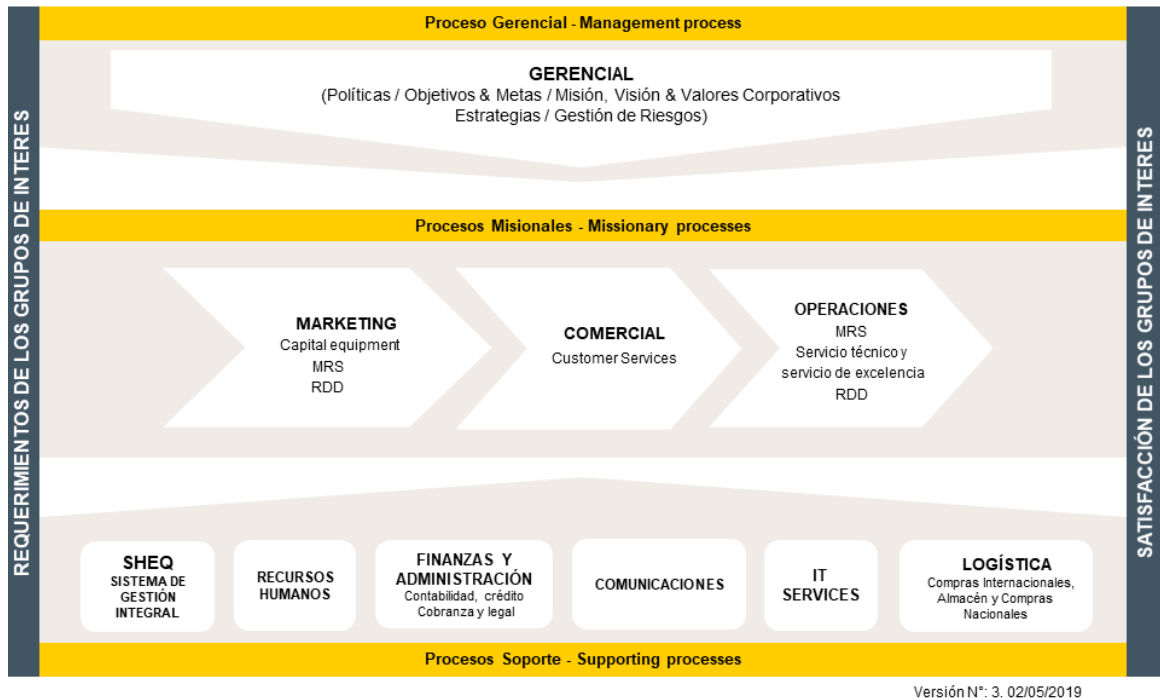 Proceso Gerencial - Management process
REQUERIMIENTOS DE LOS GRUPOS DE INTERES
GERENCIAL
(Políticas / Objetivos & Metas / Misión, Visión & Valores Corporativos
Estrategias / Gestión de Riesgos)
SATISFACCIÓN DE LOS GRUPOS DE INTERES
Procesos Misionales - Missionary processes
MARKETING
Capital equipment
MRS
RDD
COMERCIAL
Customer Services
OPERACIONES
MRS
Servicio técnico y
servicio de excelencia
RDD
SHEQ
SISTEMA DE
GESTIÓN
INTEGRAL
RECURSOS
HUMANOS
FINANZAS Y
ADMINISTRACIÓN
Contabilidad, crédito
Cobranza y legal
COMUNICACIONES
IT
SERVICES
LOGÍSTICA
Compras Internacionales,
Almacén y Compras
Nacionales
Procesos Soporte - Supporting processes
Versión N°: 3. 02/05/2019